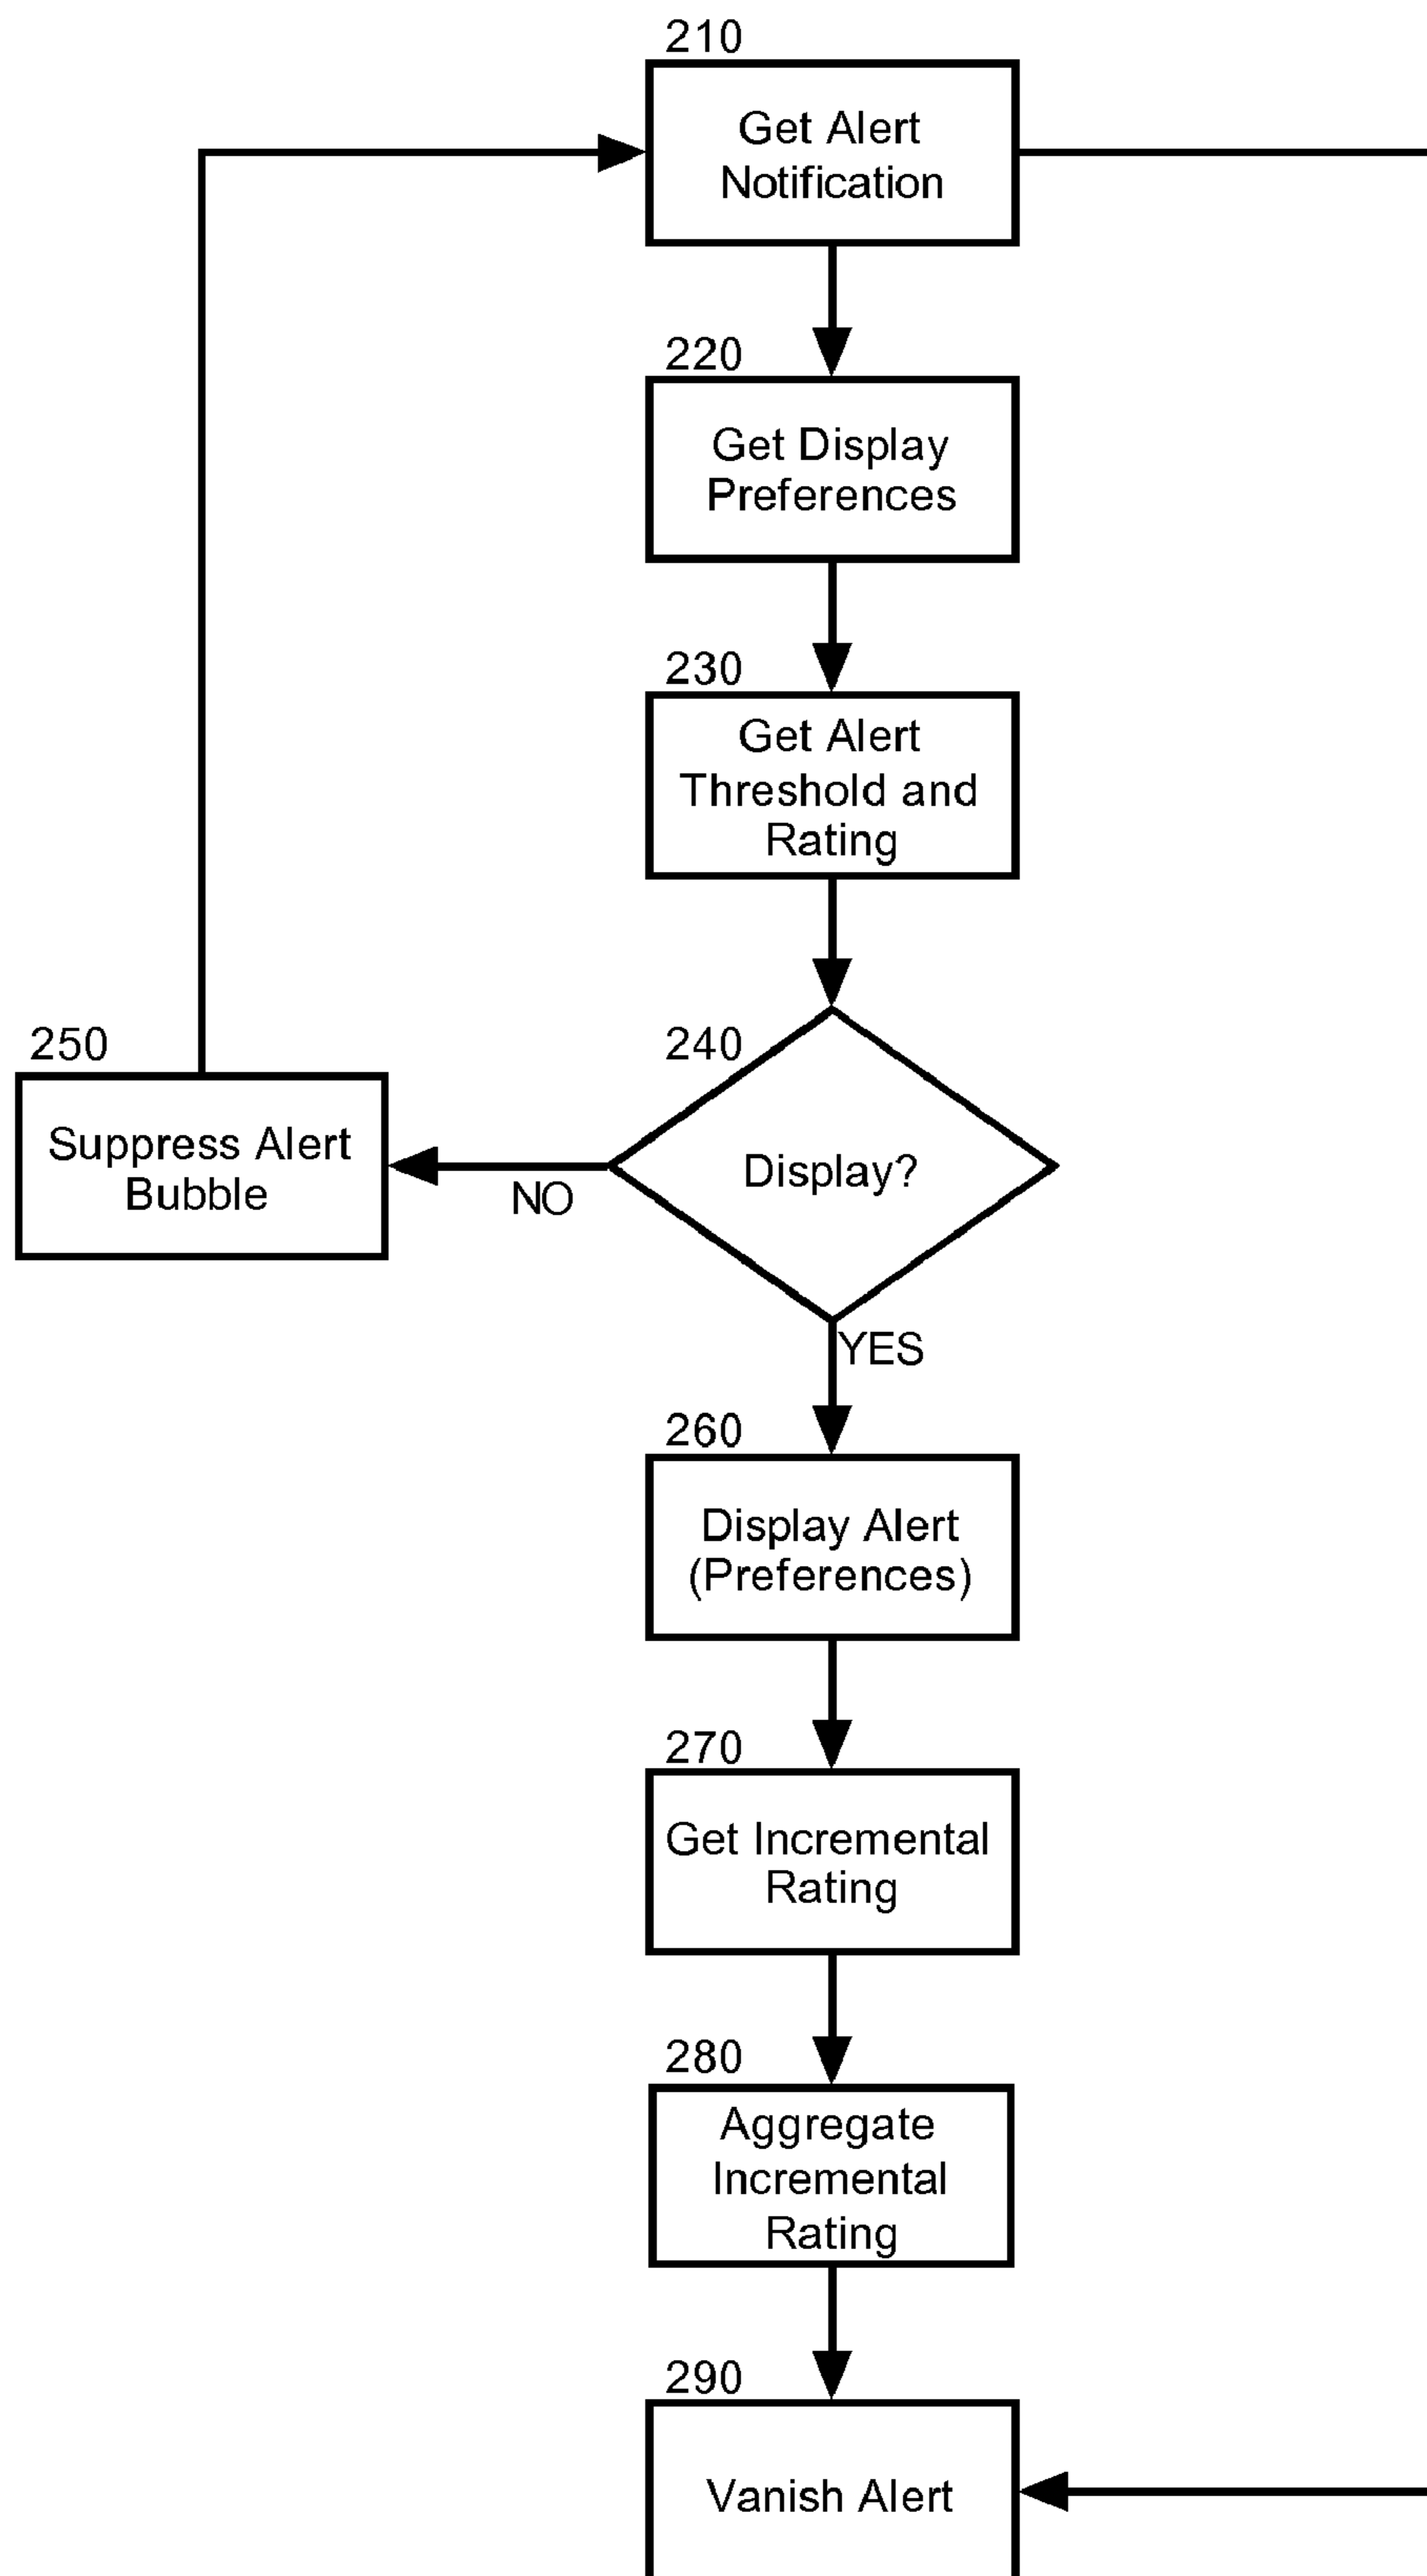 210
Get Alert
Notification
220
Get Display
Preferences
230
Get Alert
Threshold and
Rating
240
Display?
NO
250
Suppress Alert
Bubble
YES
260
Display Alert
(Preferences)
270
Get Incremental
Rating
280
Aggregate
Incremental
Rating
290
Vanish Alert